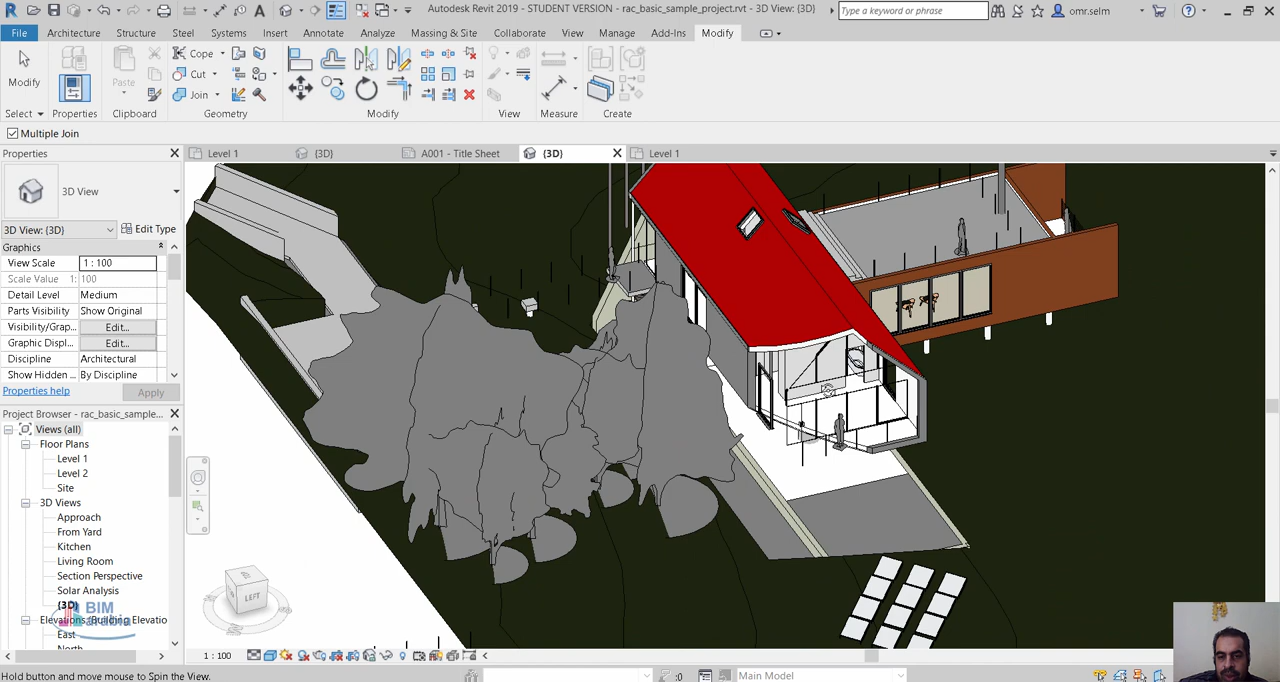 Autodesk Revit 2019 - STUDENT VERSION - rac_basic_sample_project.rvt - 3D View: {3D}
Type a keyword or phrase
omr.selm
File Architecture Structure Steel Systems Insert Annotate Analyze Massing & Site Collaborate View Manage Add-Ins Modify
Modify Paste Cope Cut Join
Select Properties Clipboard Geometry Modify View Measure Create
Multiple Join
Properties
Level 1 {3D} A001 - Title Sheet {3D} Level 1
3D View
3D View: {3D} Edit Type
Graphics
View Scale 1 : 100
Scale Value 1: 100
Detail Level Medium
Parts Visibility Show Original
Visibility/Grap... Edit...
Graphic Displ... Edit...
Discipline Architectural
Show Hidden ... By Discipline
Properties help Apply
Project Browser - rac_basic_sample...
Views (all)
Floor Plans
Level 1
Level 2
Site
3D Views
Approach
From Yard
Kitchen
Living Room
Section Perspective
Solar Analysis
{3D}
BIM
arabia
Elevations (Building Elevatio
East
North
LEFT
1 : 100
Hold button and move mouse to Spin the View.
:0 Main Model